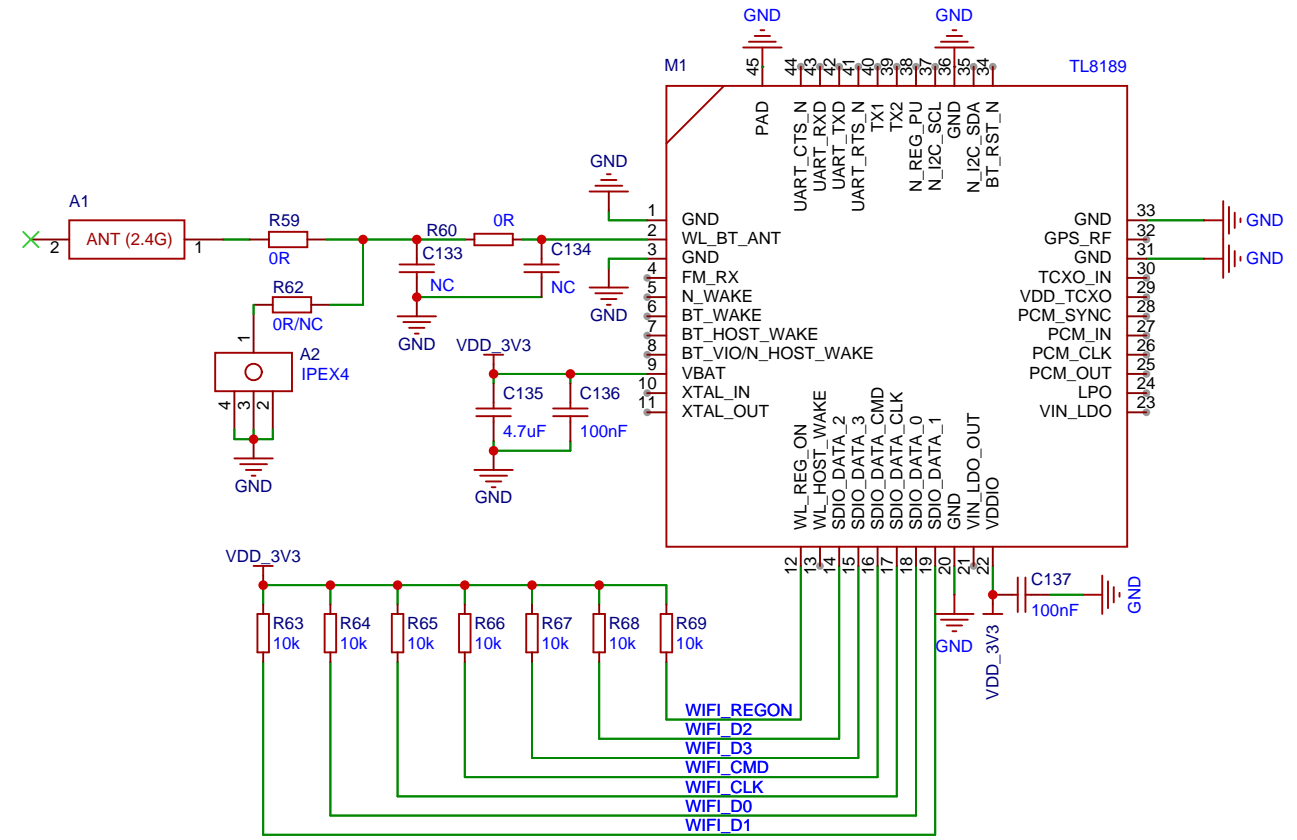 GND
GND
M1
TL8189
45
44
43
42
41
40
39
38
37
36
35
34
PAD
UART_CTS_N
UART_RXD
UART_TXD
UART_RTS_N
TX1
TX2
N_REG_PU
N_I2C_SCL
GND
N_I2C_SDA
BT_RST_N
GND
A1
ANT (2.4G)
2
1
R59
0R
R60
0R
C133
NC
C134
NC
R62
0R/NC
GND
GND
1
A2
IPEX4
4
3
2
GND
VDD_3V3
C135
4.7uF
C136
100nF
GND
1 GND
2 WL_BT_ANT
3 GND
4 FM_RX
5 N_WAKE
6 BT_WAKE
7 BT_HOST_WAKE
8 BT_VIO/N_HOST_WAKE
9 VBAT
10 XTAL_IN
11 XTAL_OUT
GND 33 GND
GPS_RF 32
GND 31 GND
TCXO_IN 30
VDD_TCXO 29
PCM_SYNC 28
PCM_IN 27
PCM_CLK 26
PCM_OUT 25
LPO 24
VIN_LDO 23
WL_REG_ON
WL_HOST_WAKE
SDIO_DATA_2
SDIO_DATA_3
SDIO_DATA_CMD
SDIO_DATA_CLK
SDIO_DATA_0
SDIO_DATA_1
GND
VIN_LDO_OUT
VDDIO
12
13
14
15
16
17
18
19
20
21
22
C137
100nF
GND
GND
VDD_3V3
VDD_3V3
R63
10k
R64
10k
R65
10k
R66
10k
R67
10k
R68
10k
R69
10k
WIFI_REGON
WIFI_D2
WIFI_D3
WIFI_CMD
WIFI_CLK
WIFI_D0
WIFI_D1